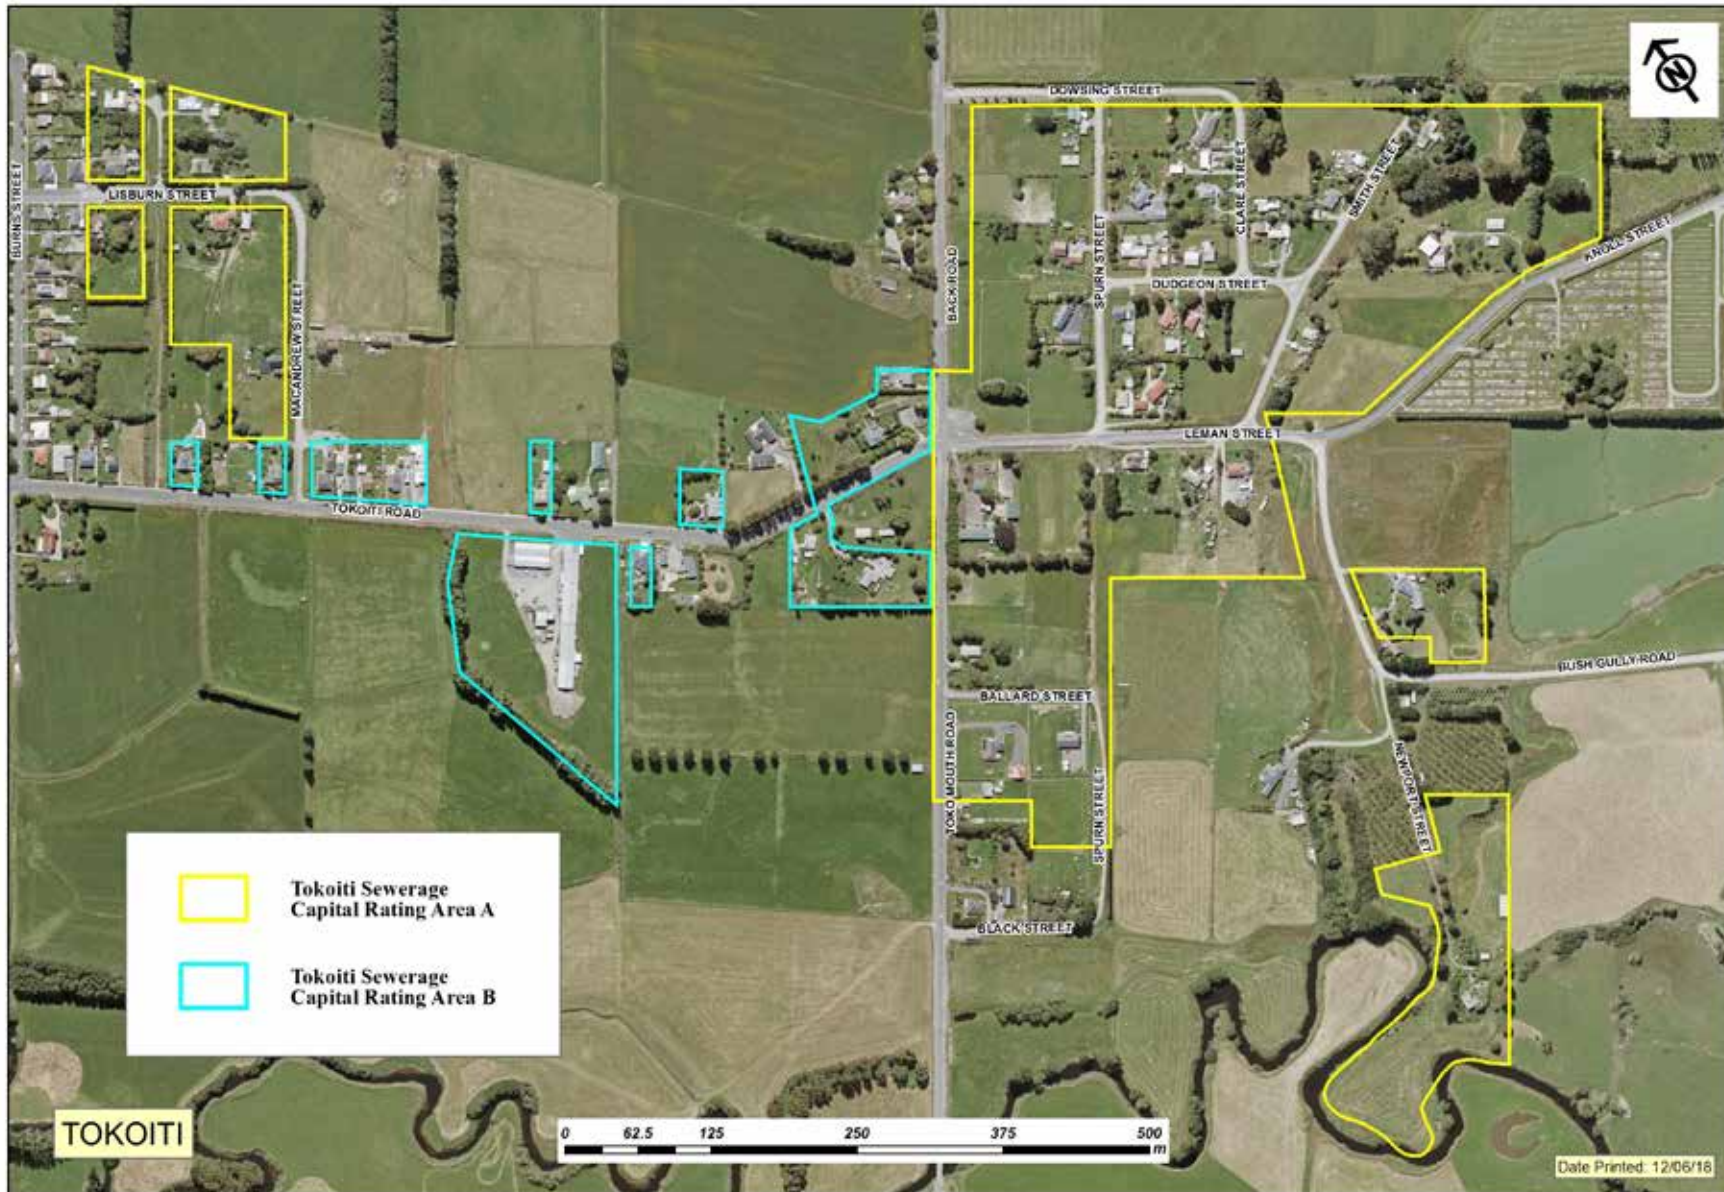 N
DOWSING STREET
BURNS STREET
LISBURN STREET
CLARE STREET
SMITH STREET
SPURN STREET
KNOLL STREET
BACK ROAD
DUDGEON STREET
MACANDREW STREET
LEMAN STREET
TOKOITI ROAD
BUSH GULLY ROAD
BALLARD STREET
TOKO MOUTH ROAD
NEWPORT STREET
SPURN STREET
BLACK STREET
Tokoiti Sewerage
Capital Rating Area A
Tokoiti Sewerage
Capital Rating Area B
TOKOITI
0 62.5 125 250 375 500
m
Date Printed: 12/06/18